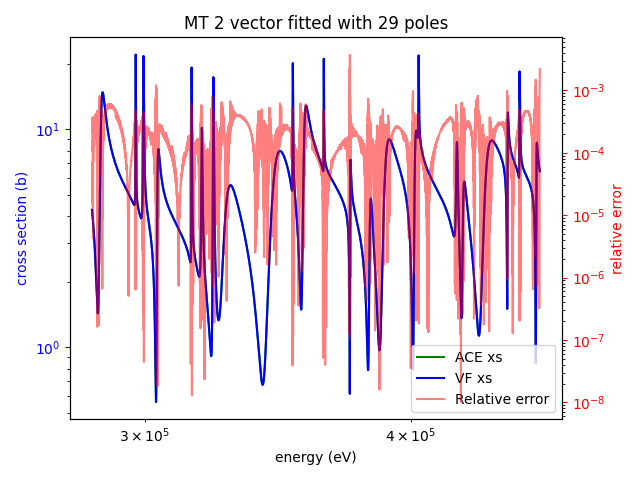 MT 2 vector fitted with 29 poles
cross section (b)
10¹
10⁰
relative error
10⁻³
10⁻⁴
10⁻⁵
10⁻⁶
10⁻⁷
10⁻⁸
ACE xs
VF xs
Relative error
3 × 10⁵
4 × 10⁵
energy (eV)